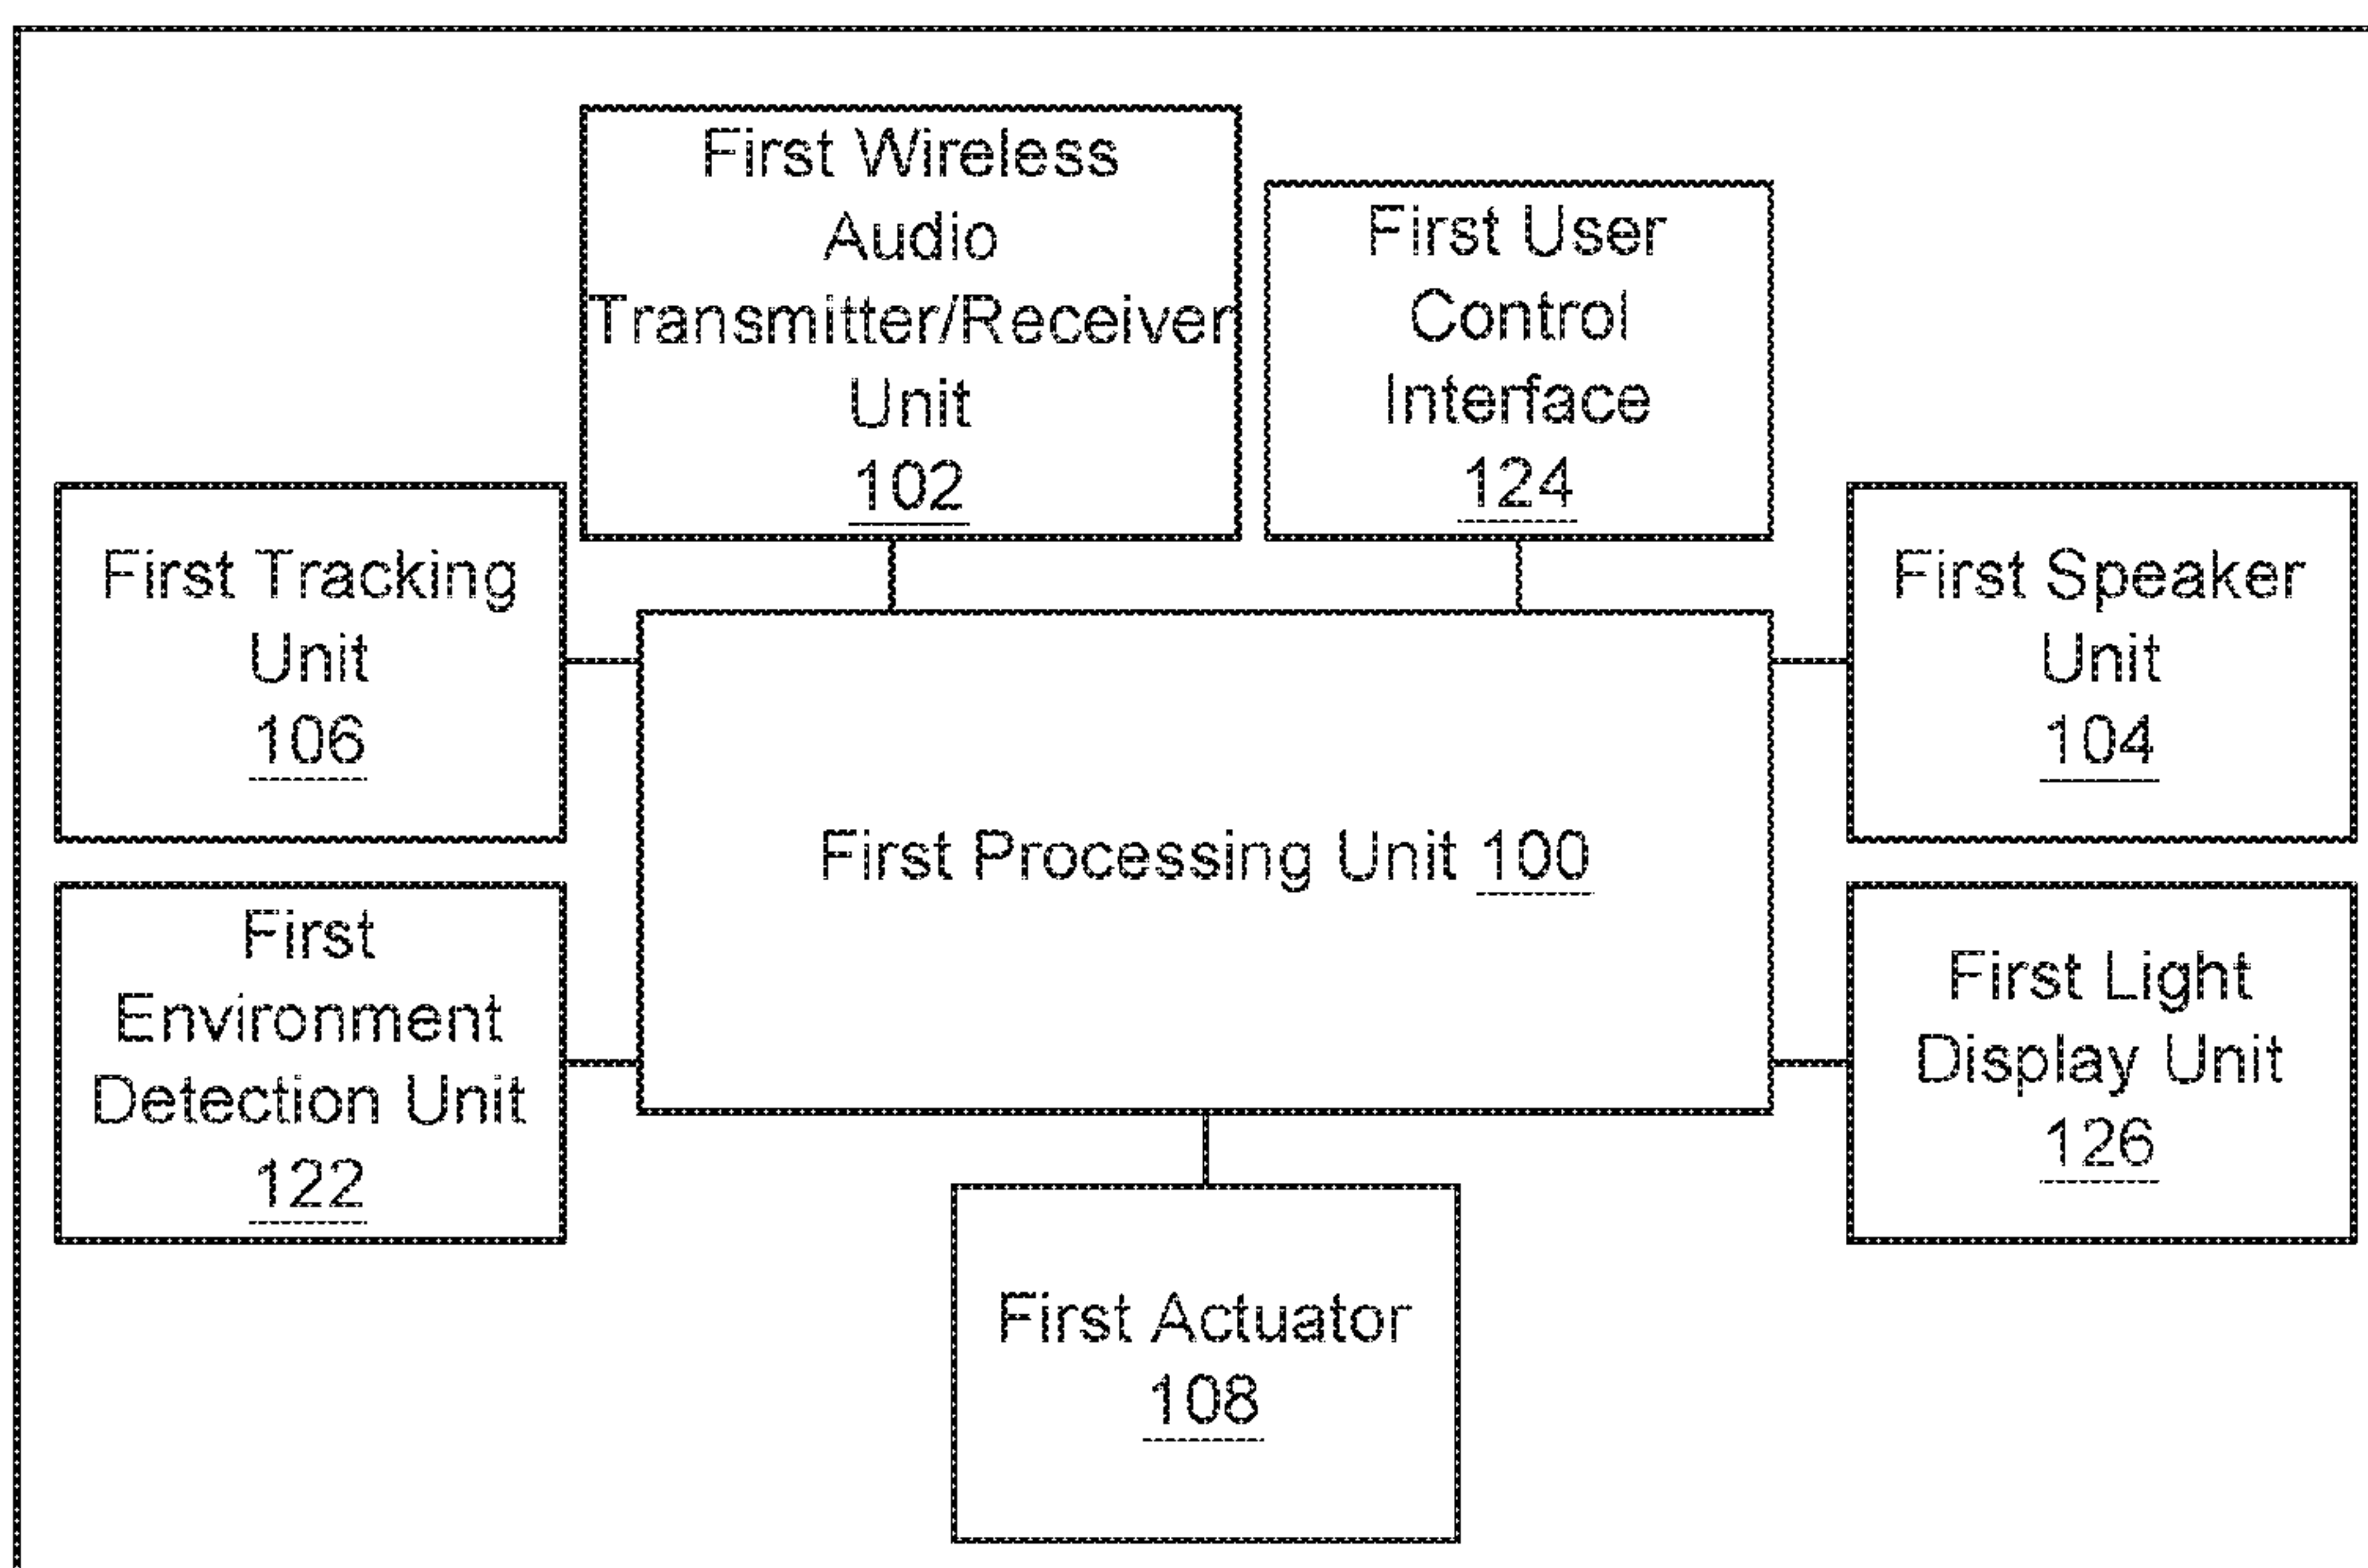 First Wireless
Audio
Transmitter/Receiver
Unit
102
First User
Control
Interface
124
First Tracking
Unit
106
First Speaker
Unit
104
First Processing Unit 100
First
Environment
Detection Unit
122
First Light
Display Unit
126
First Actuator
108